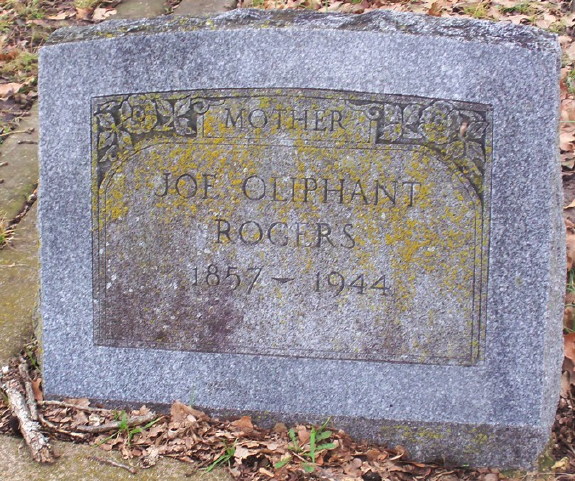 MOTHER
JOE OLIPHANT
ROGERS
1857 - 1944